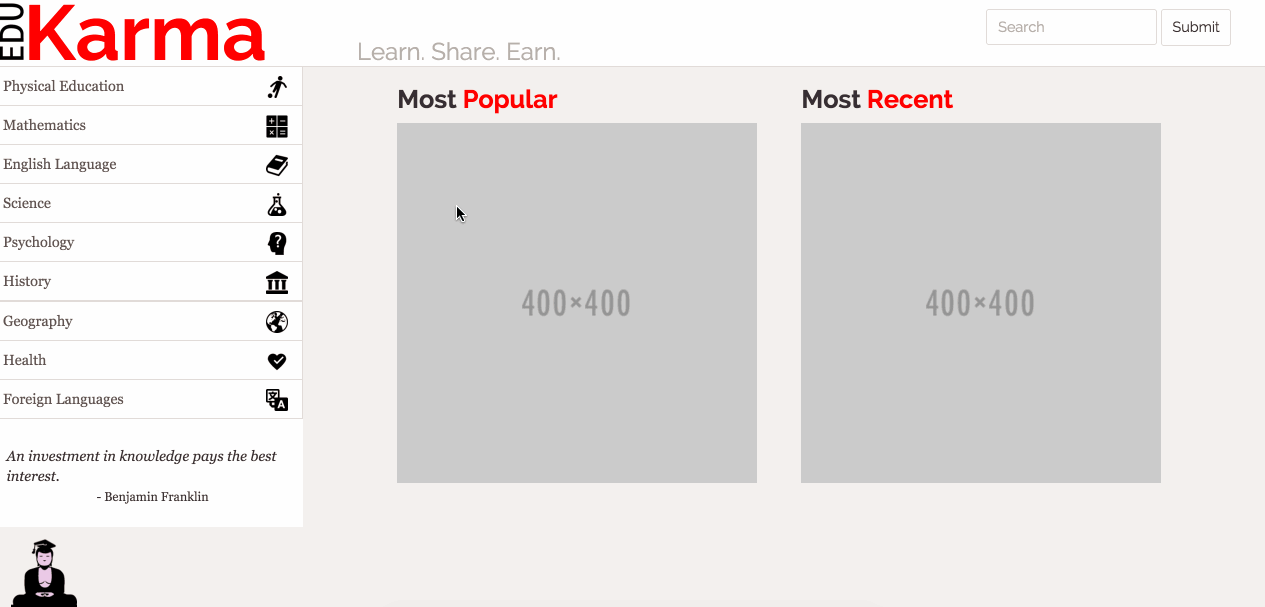 EDU
Karma
Learn. Share. Earn.
Search
Submit
Physical Education
Mathematics
English Language
Science
Psychology
History
Geography
Health
Foreign Languages
An investment in knowledge pays the best
interest.
- Benjamin Franklin
Most Popular
400×400
Most Recent
400×400